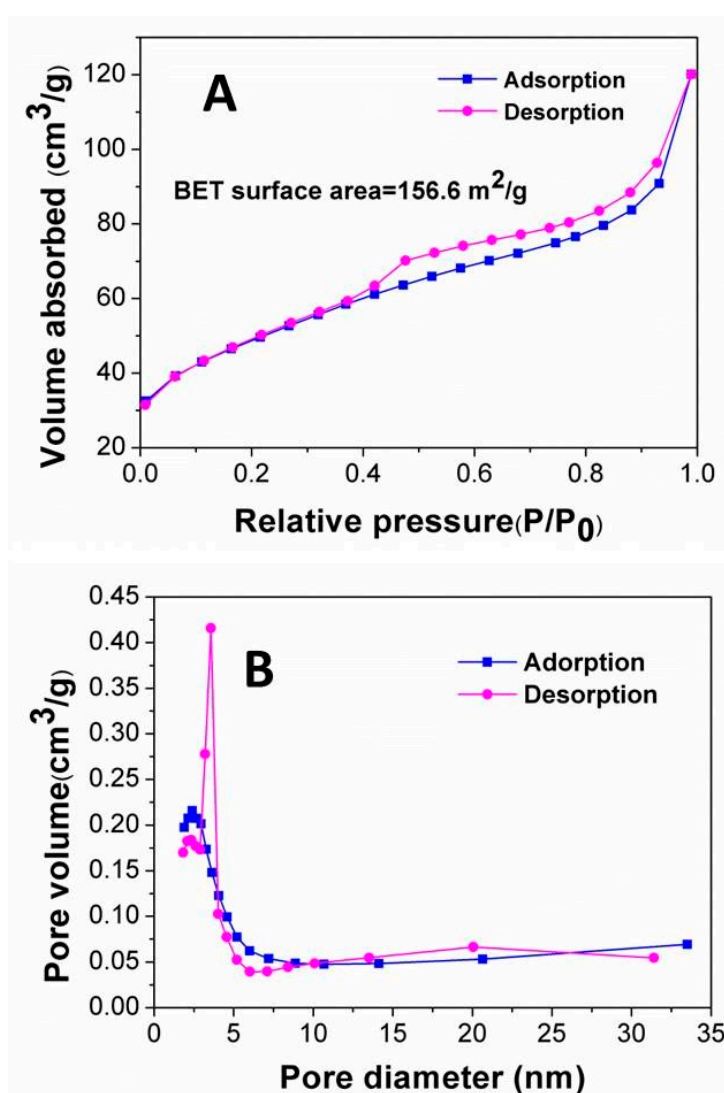 A
Adsorption
Desorption
BET surface area=156.6 m²/g
Volume absorbed (cm³/g)
120
100
80
60
40
20
0.0 0.2 0.4 0.6 0.8 1.0
Relative pressure(P/P₀)
B
Adorption
Desorption
Pore volume(cm³/g)
0.45
0.40
0.35
0.30
0.25
0.20
0.15
0.10
0.05
0.00
0 5 10 15 20 25 30 35
Pore diameter (nm)